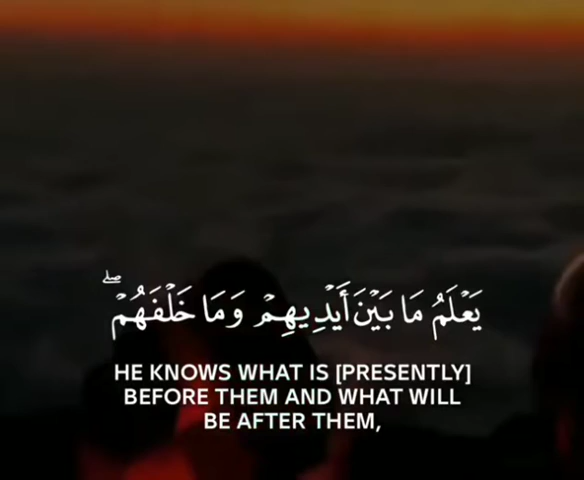 يَعْلَمُ مَا بَيْنَ أَيْدِيهِمْ وَمَا خَلْفَهُمْ ۖ
HE KNOWS WHAT IS [PRESENTLY]
BEFORE THEM AND WHAT WILL
BE AFTER THEM,